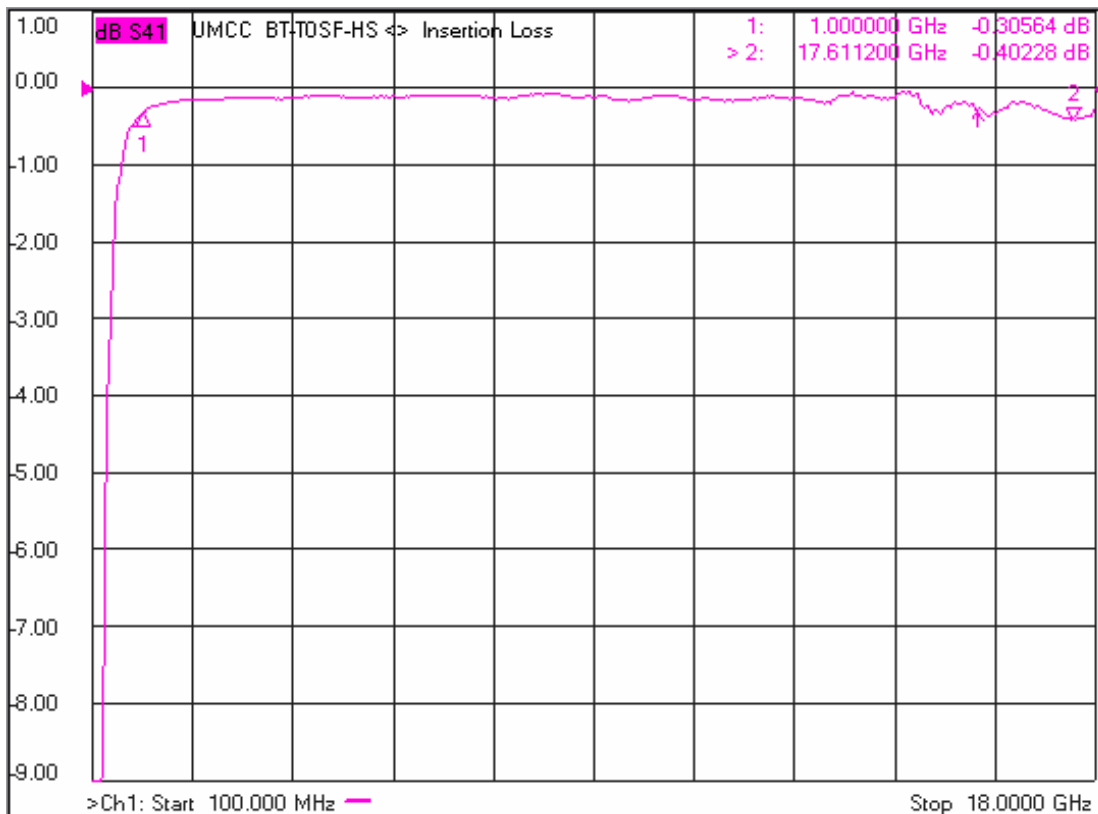 1.00
dB S41 UMCC BT-T0SF-HS <> Insertion Loss
1: 1.000000 GHz -0.30564 dB
> 2: 17.611200 GHz -0.40228 dB
0.00
2
1
-1.00
-2.00
-3.00
-4.00
-5.00
-6.00
-7.00
-8.00
-9.00
>Ch1: Start 100.000 MHz
Stop 18.0000 GHz